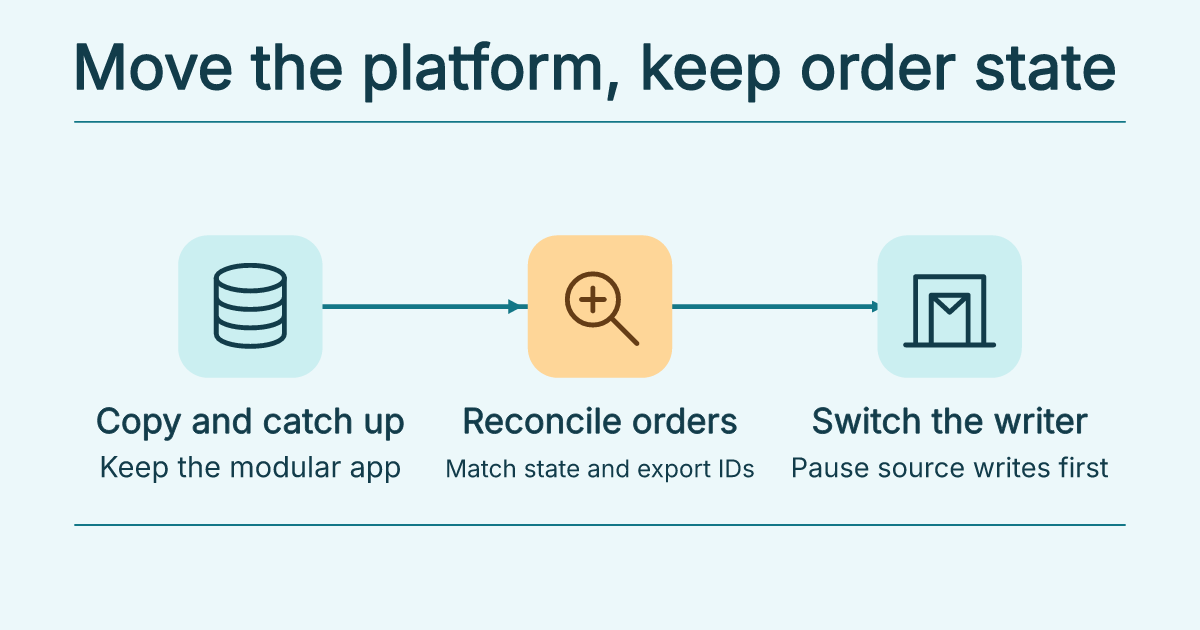 Move the platform, keep order state
Copy and catch up
Keep the modular app
Reconcile orders
Match state and export IDs
Switch the writer
Pause source writes first